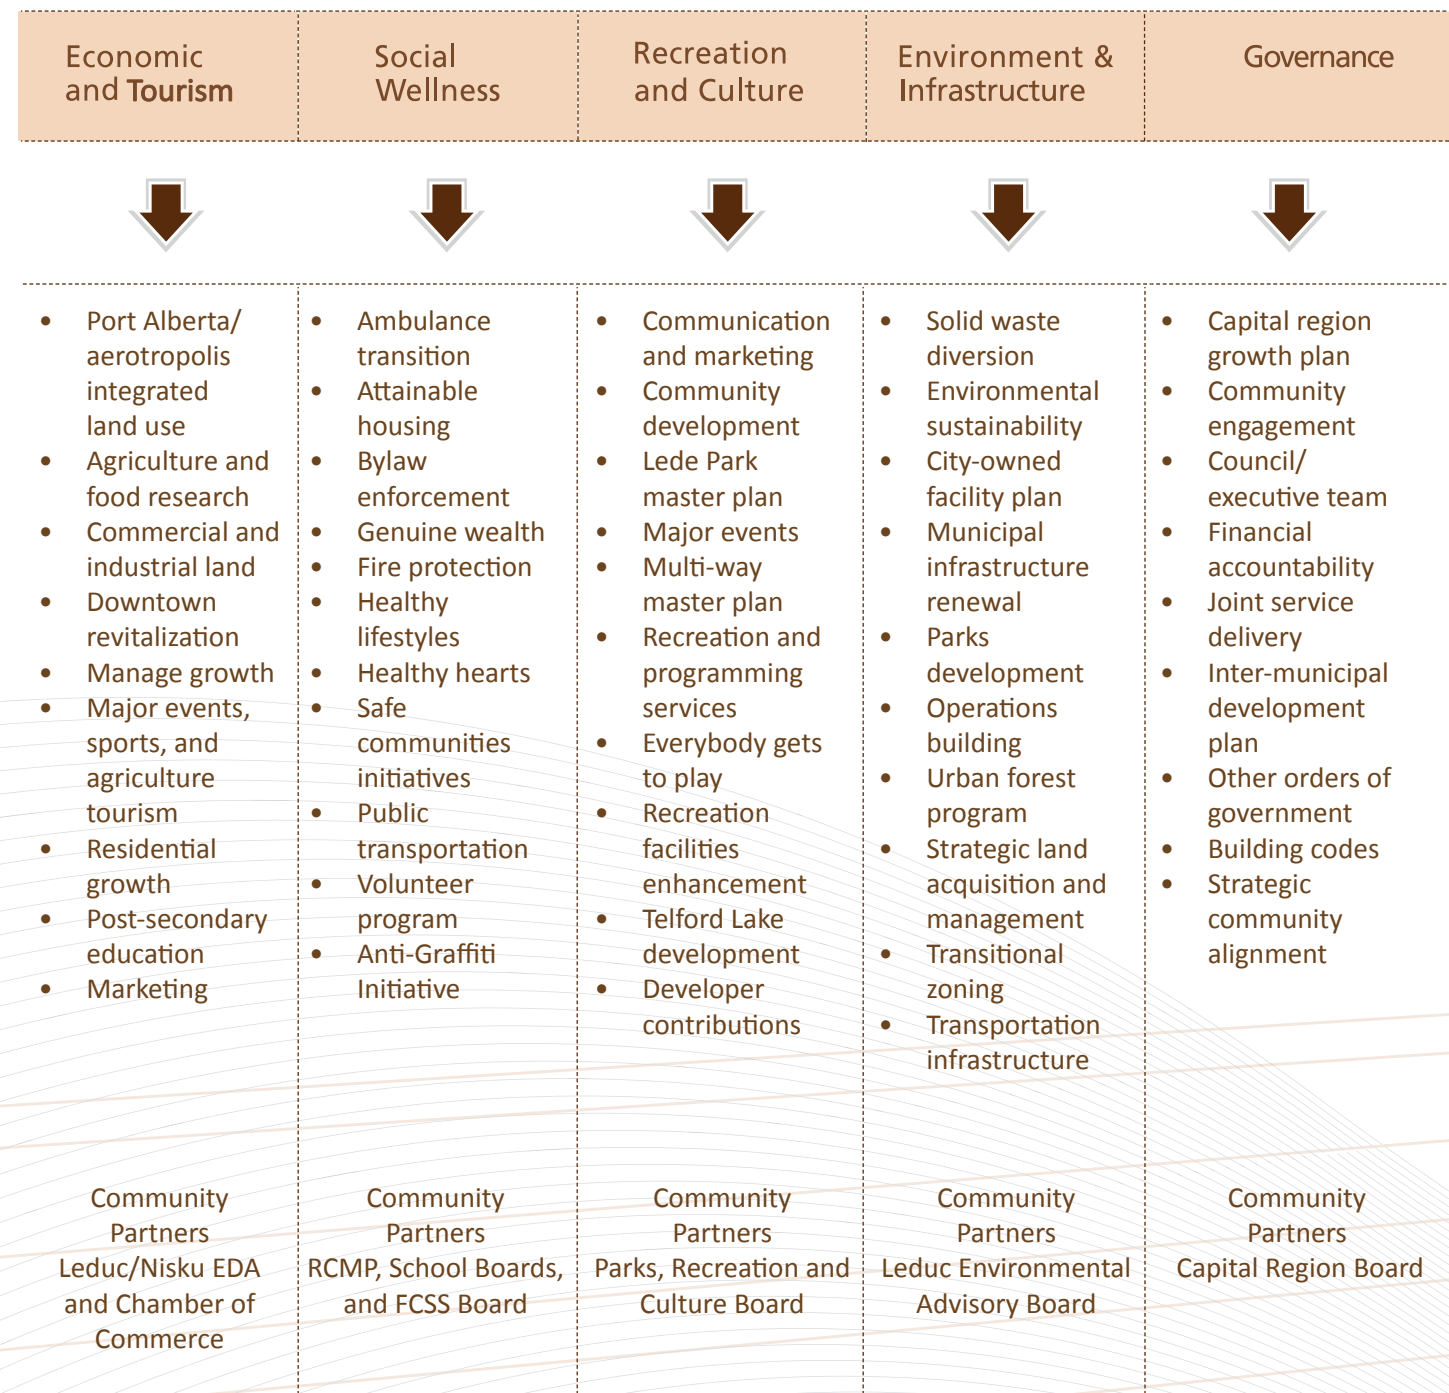 Economic
and Tourism
Social
Wellness
Recreation
and Culture
Environment &
Infrastructure
Governance
• Port Alberta/
aerotropolis
integrated
land use
• Agriculture and
food research
• Commercial and
industrial land
• Downtown
revitalization
• Manage growth
• Major events,
sports, and
agriculture
tourism
• Residential
growth
• Post-secondary
education
• Marketing
Community
Partners
Leduc/Nisku EDA
and Chamber of
Commerce
• Ambulance
transition
• Attainable
housing
• Bylaw
enforcement
• Genuine wealth
• Fire protection
• Healthy
lifestyles
• Healthy hearts
• Safe
communities
initiatives
• Public
transportation
• Volunteer
program
• Anti-Graffiti
Initiative
Community
Partners
RCMP, School Boards,
and FCSS Board
• Communication
and marketing
• Community
development
• Lede Park
master plan
• Major events
• Multi-way
master plan
• Recreation and
programming
services
• Everybody gets
to play
• Recreation
facilities
enhancement
• Telford Lake
development
• Developer
contributions
Community
Partners
Parks, Recreation and
Culture Board
• Solid waste
diversion
• Environmental
sustainability
• City-owned
facility plan
• Municipal
infrastructure
renewal
• Parks
development
• Operations
building
• Urban forest
program
• Strategic land
acquisition and
management
• Transitional
zoning
• Transportation
infrastructure
Community
Partners
Leduc Environmental
Advisory Board
• Capital region
growth plan
• Community
engagement
• Council/
executive team
• Financial
accountability
• Joint service
delivery
• Inter-municipal
development
plan
• Other orders of
government
• Building codes
• Strategic
community
alignment
Community
Partners
Capital Region Board